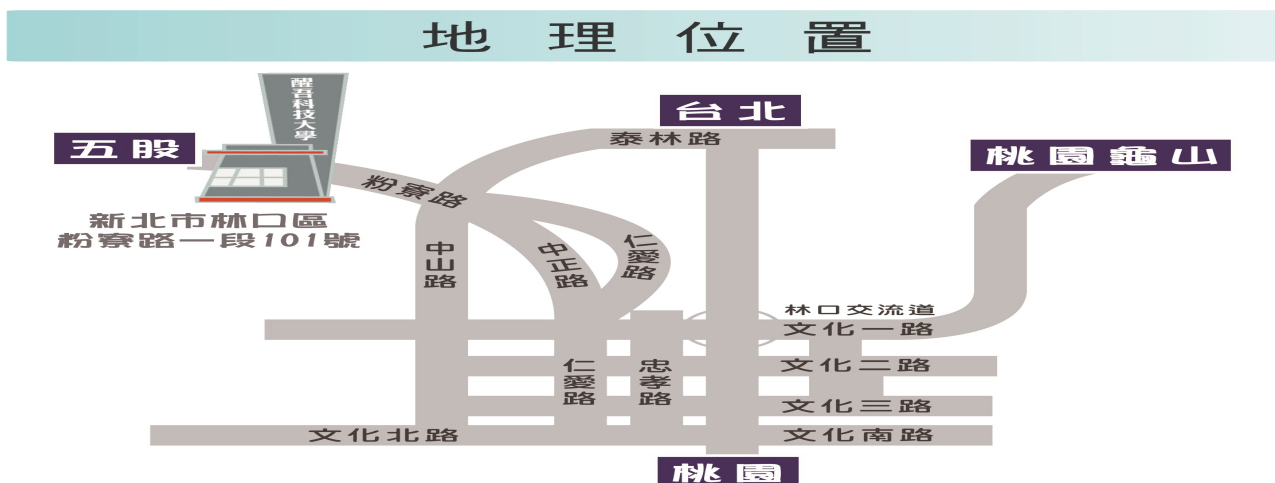 地理位置
醒吾科技大學
台北
五股
泰林路
桃園龜山
粉寮路
新北市林口區
粉寮路一段101號
中山路
中正路
仁愛路
林口交流道
文化一路
仁愛路
忠孝路
文化二路
文化三路
文化北路
文化南路
桃園